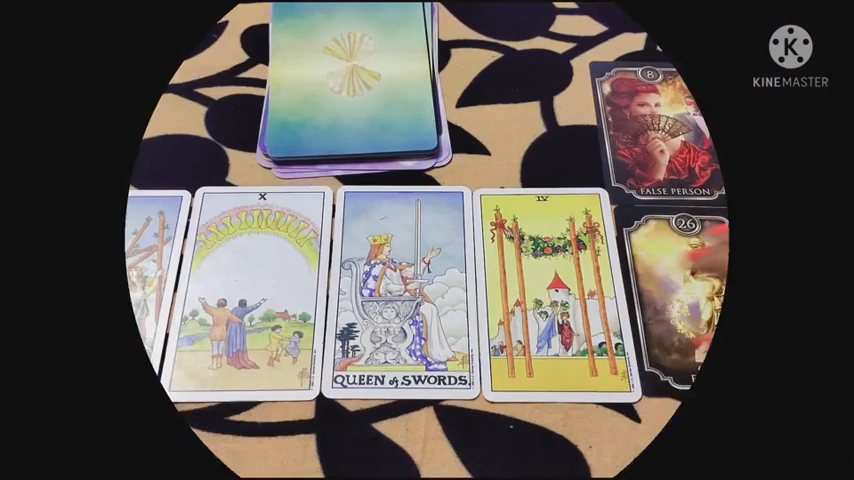 KINEMASTER
8
FALSE PERSON
X
IV
26
QUEEN of SWORDS